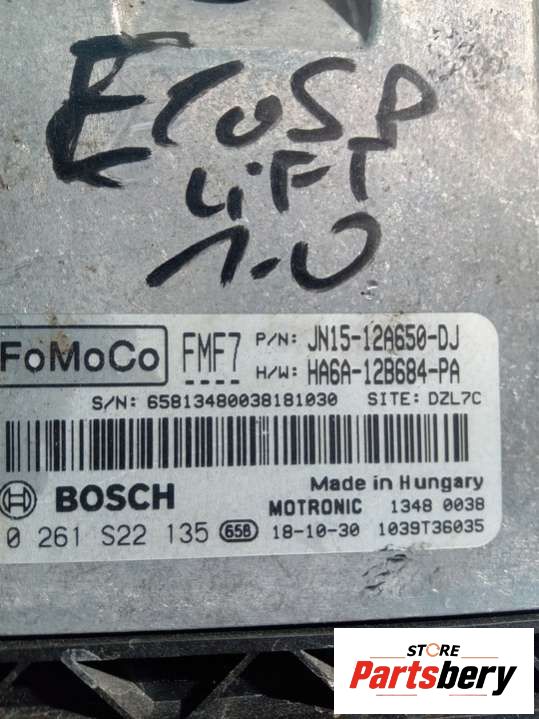 ECOSP
LIFT
1.0
FoMoCo FMF7 P/N: JN15-12A650-DJ
H/W: HA6A-12B684-PA
S/N: 65813480038181030 SITE: DZL7C
Made in Hungary
BOSCH MOTRONIC 1348 0038
0 261 S22 135 658 18-10-30 1039T36035
STORE
Partsbery